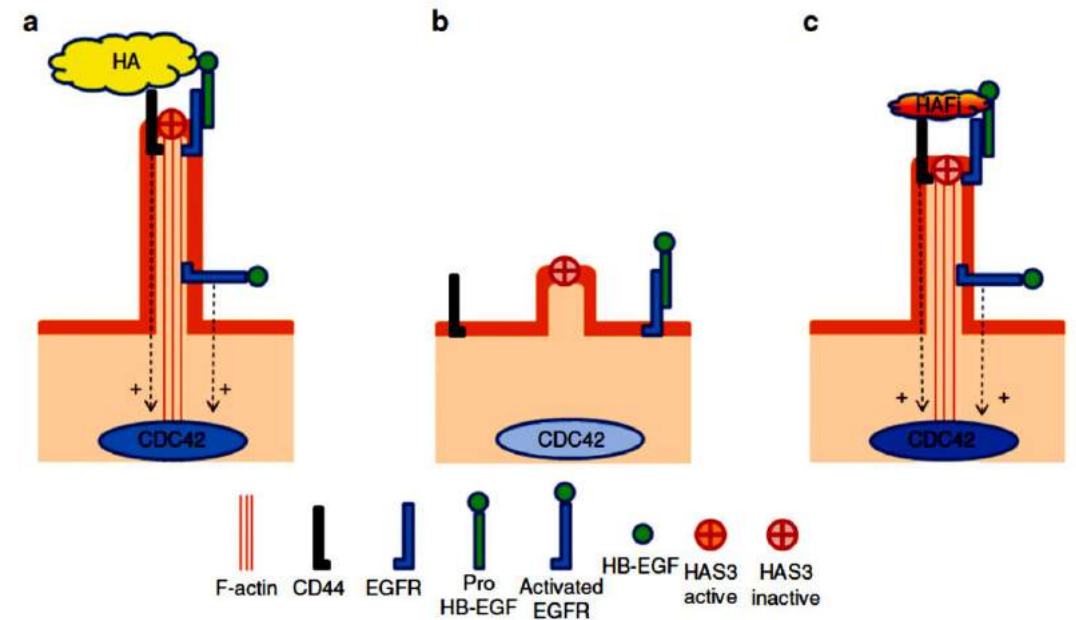 a
b
c
HA
HAFi
+
+
+
+
CDC42
CDC42
CDC42
F-actin
CD44
EGFR
Pro
HB-EGF
Activated
EGFR
HB-EGF
HAS3
active
HAS3
inactive